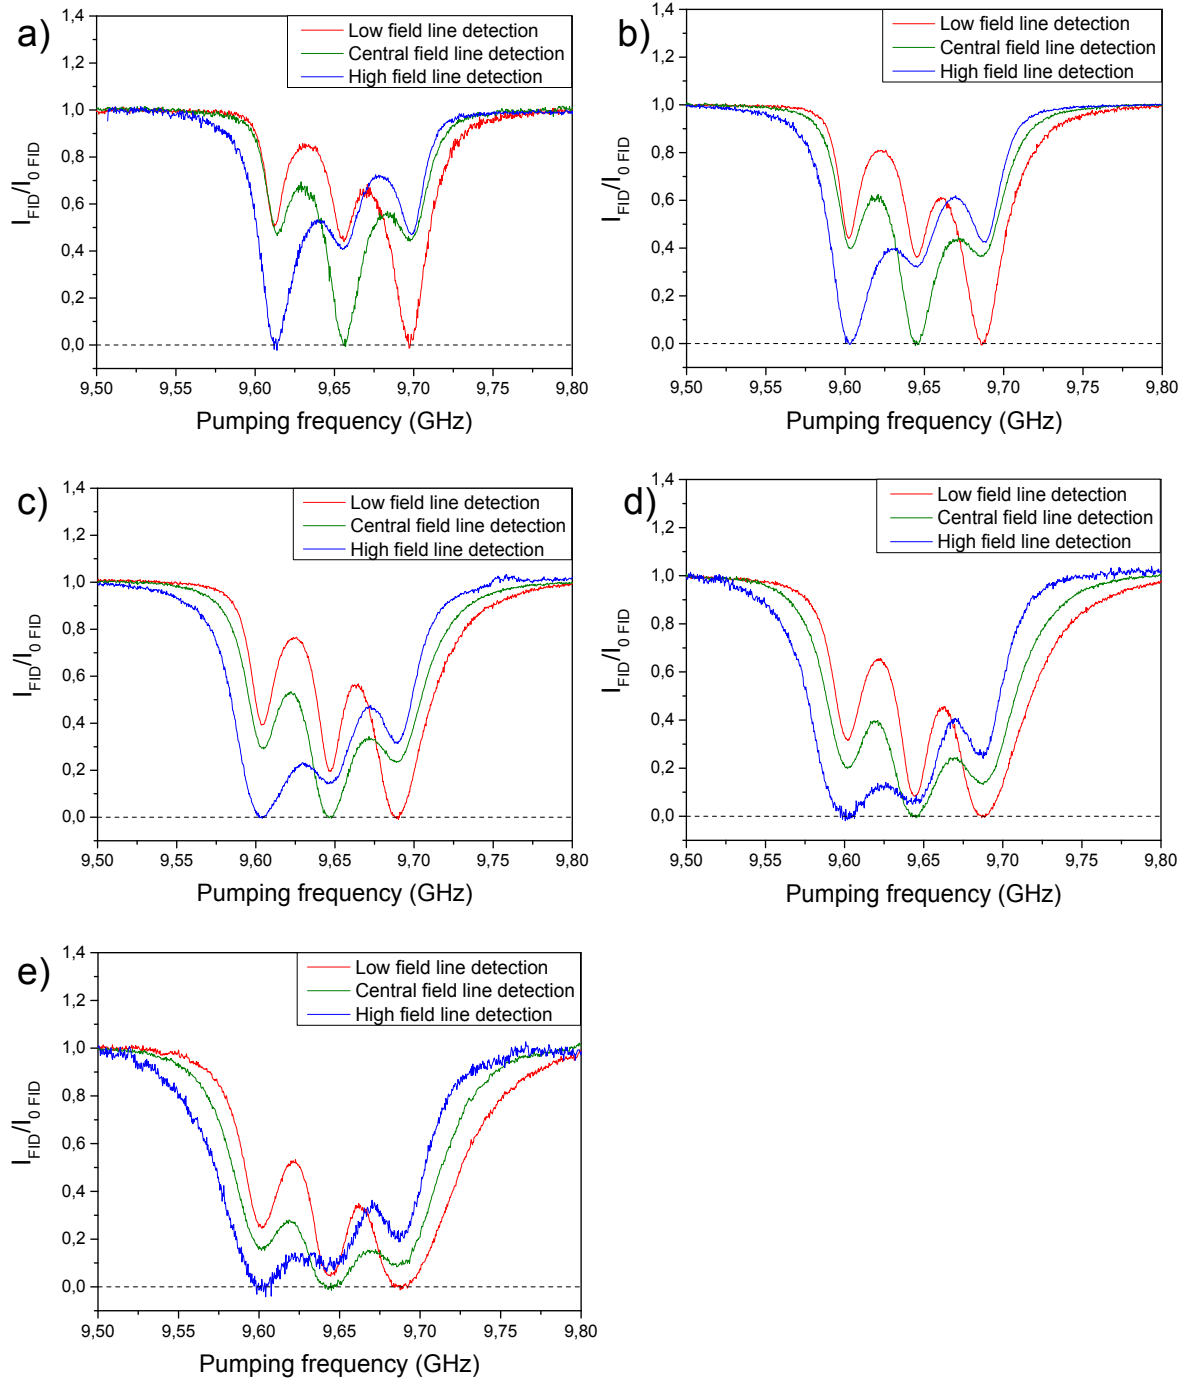 a)
1,4
1,2
1,0
0,8
0,6
0,4
0,2
0,0
I_FID/I_0 FID
Low field line detection
Central field line detection
High field line detection
9,50 9,55 9,60 9,65 9,70 9,75 9,80
Pumping frequency (GHz)
b)
1,4
1,2
1,0
0,8
0,6
0,4
0,2
0,0
I_FID/I_0 FID
Low field line detection
Central field line detection
High field line detection
9,50 9,55 9,60 9,65 9,70 9,75 9,80
Pumping frequency (GHz)
c)
1,4
1,2
1,0
0,8
0,6
0,4
0,2
0,0
I_FID/I_0 FID
Low field line detection
Central field line detection
High field line detection
9,50 9,55 9,60 9,65 9,70 9,75 9,80
Pumping frequency (GHz)
d)
1,4
1,2
1,0
0,8
0,6
0,4
0,2
0,0
I_FID/I_0 FID
Low field line detection
Central field line detection
High field line detection
9,50 9,55 9,60 9,65 9,70 9,75 9,80
Pumping frequency (GHz)
e)
1,4
1,2
1,0
0,8
0,6
0,4
0,2
0,0
I_FID/I_0 FID
Low field line detection
Central field line detection
High field line detection
9,50 9,55 9,60 9,65 9,70 9,75 9,80
Pumping frequency (GHz)